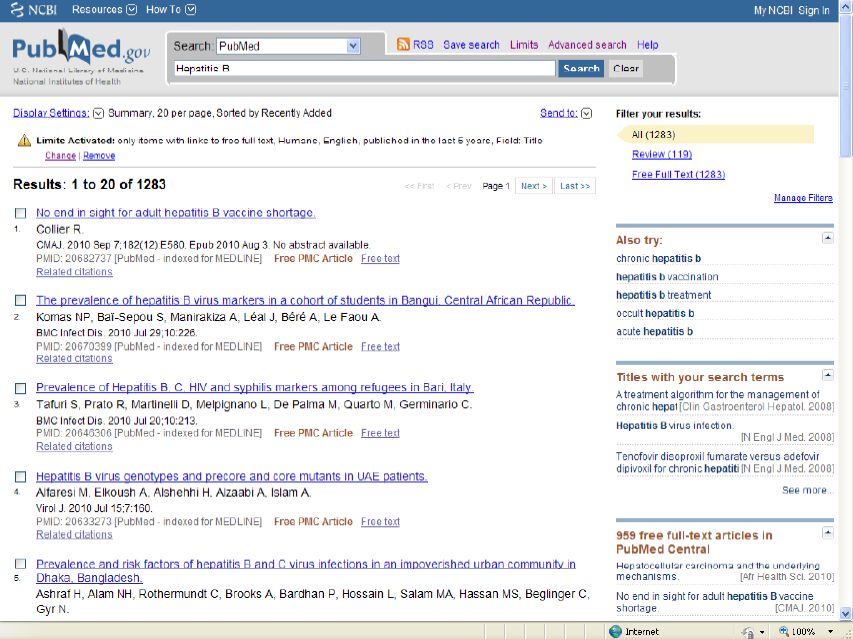 NCBI Resources How To My NCBI Sign In
PubMed.gov
U.S. National Library of Medicine
National Institutes of Health
Search: PubMed
RSS Save search Limits Advanced search Help
Hepatitis B Search Clear
Display Settings: Summary, 20 per page, Sorted by Recently Added Send to:
Limits Activated: only items with links to free full text, Humans, English, published in the last 5 years, Field: Title
Change | Remove
Results: 1 to 20 of 1283
<< First < Prev Page 1 Next > Last >>
1. No end in sight for adult hepatitis B vaccine shortage.
Collier R.
CMAJ. 2010 Sep 7;182(12):E580. Epub 2010 Aug 3. No abstract available.
PMID: 20682737 [PubMed - indexed for MEDLINE] Free PMC Article Free text
Related citations
2. The prevalence of hepatitis B virus markers in a cohort of students in Bangui, Central African Republic.
Komas NP, Baï-Sepou S, Manirakiza A, Léal J, Béré A, Le Faou A.
BMC Infect Dis. 2010 Jul 29;10:226.
PMID: 20670399 [PubMed - indexed for MEDLINE] Free PMC Article Free text
Related citations
3. Prevalence of Hepatitis B, C, HIV and syphilis markers among refugees in Bari, Italy.
Tafuri S, Prato R, Martinelli D, Melpignano L, De Palma M, Quarto M, Germinario C.
BMC Infect Dis. 2010 Jul 20;10:213.
PMID: 20646306 [PubMed - indexed for MEDLINE] Free PMC Article Free text
Related citations
4. Hepatitis B virus genotypes and precore and core mutants in UAE patients.
Alfaresi M, Elkoush A, Alshehhi H, Alzaabi A, Islam A.
Virol J. 2010 Jul 15;7:160.
PMID: 20633273 [PubMed - indexed for MEDLINE] Free PMC Article Free text
Related citations
5. Prevalence and risk factors of hepatitis B and C virus infections in an impoverished urban community in
Dhaka, Bangladesh.
Ashraf H, Alam NH, Rothermundt C, Brooks A, Bardhan P, Hossain L, Salam MA, Hassan MS, Beglinger C,
Gyr N.
Filter your results:
All (1283)
Review (119)
Free Full Text (1283)
Manage Filters
Also try:
chronic hepatitis b
hepatitis b vaccination
hepatitis b treatment
occult hepatitis b
acute hepatitis b
Titles with your search terms
A treatment algorithm for the management of
chronic hepat [Clin Gastroenterol Hepatol. 2008]
Hepatitis B virus infection.
[N Engl J Med. 2008]
Tenofovir disoproxil fumarate versus adefovir
dipivoxil for chronic hepatiti [N Engl J Med. 2008]
See more...
959 free full-text articles in
PubMed Central
Hepatocellular carcinoma and the underlying
mechanisms. [Afr Health Sci. 2010]
No end in sight for adult hepatitis B vaccine
shortage. [CMAJ. 2010]
Internet 100%